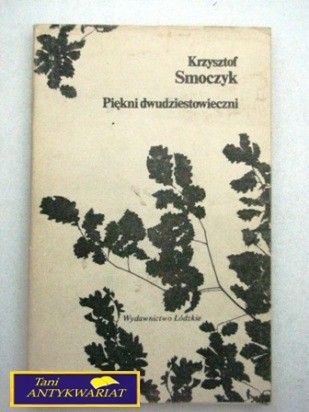 Krzysztof
Smoczyk
Piękni dwudziestowieczni
Wydawnictwo Łódzkie
Tani
ANTYKWARIAT